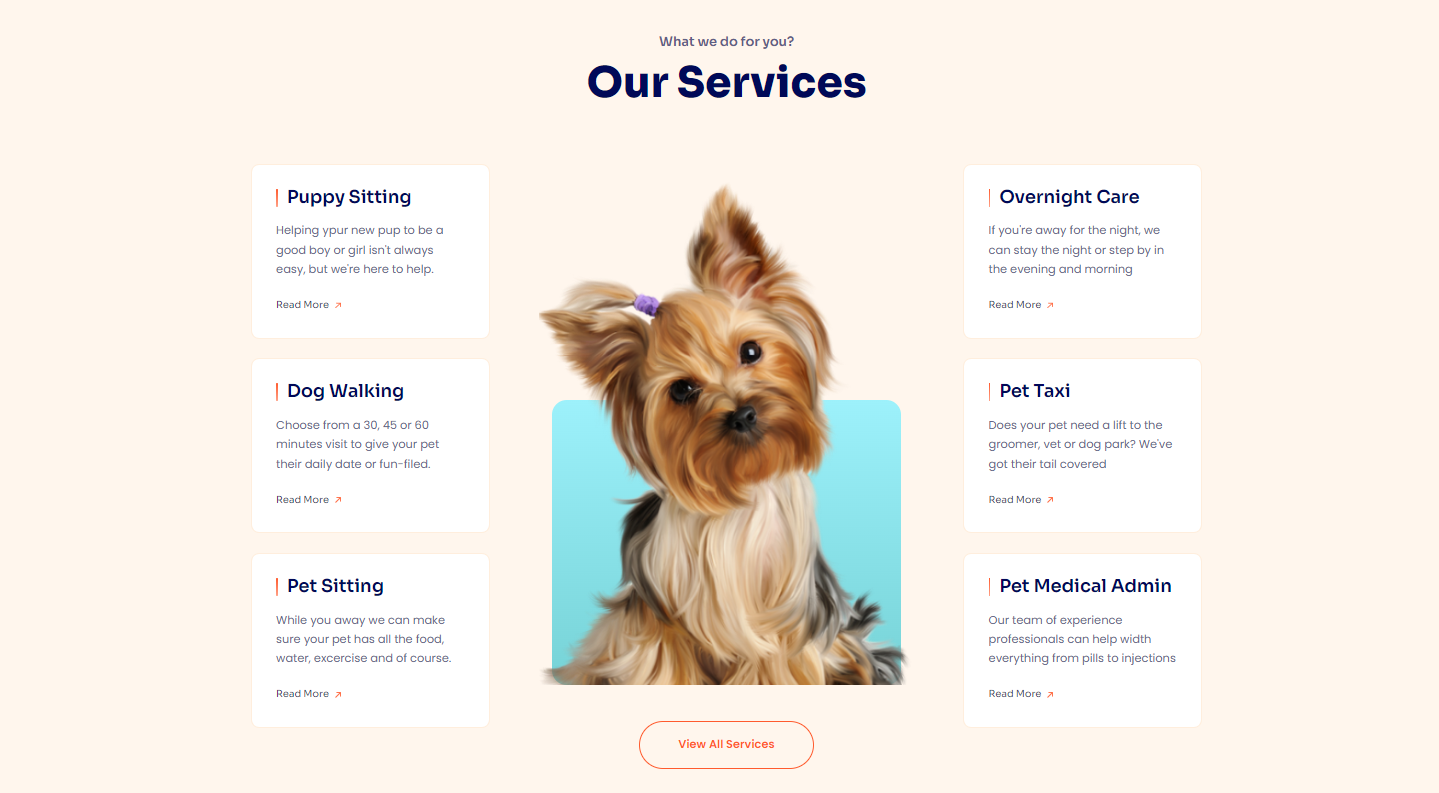 What we do for you?
Our Services
Puppy Sitting
Helping ypur new pup to be a
good boy or girl isn't always
easy, but we're here to help.
Read More
Dog Walking
Choose from a 30, 45 or 60
minutes visit to give your pet
their daily date or fun-filed.
Read More
Pet Sitting
While you away we can make
sure your pet has all the food,
water, excercise and of course.
Read More
Overnight Care
If you're away for the night, we
can stay the night or step by in
the evening and morning
Read More
Pet Taxi
Does your pet need a lift to the
groomer, vet or dog park? We've
got their tail covered
Read More
Pet Medical Admin
Our team of experience
professionals can help width
everything from pills to injections
Read More
View All Services